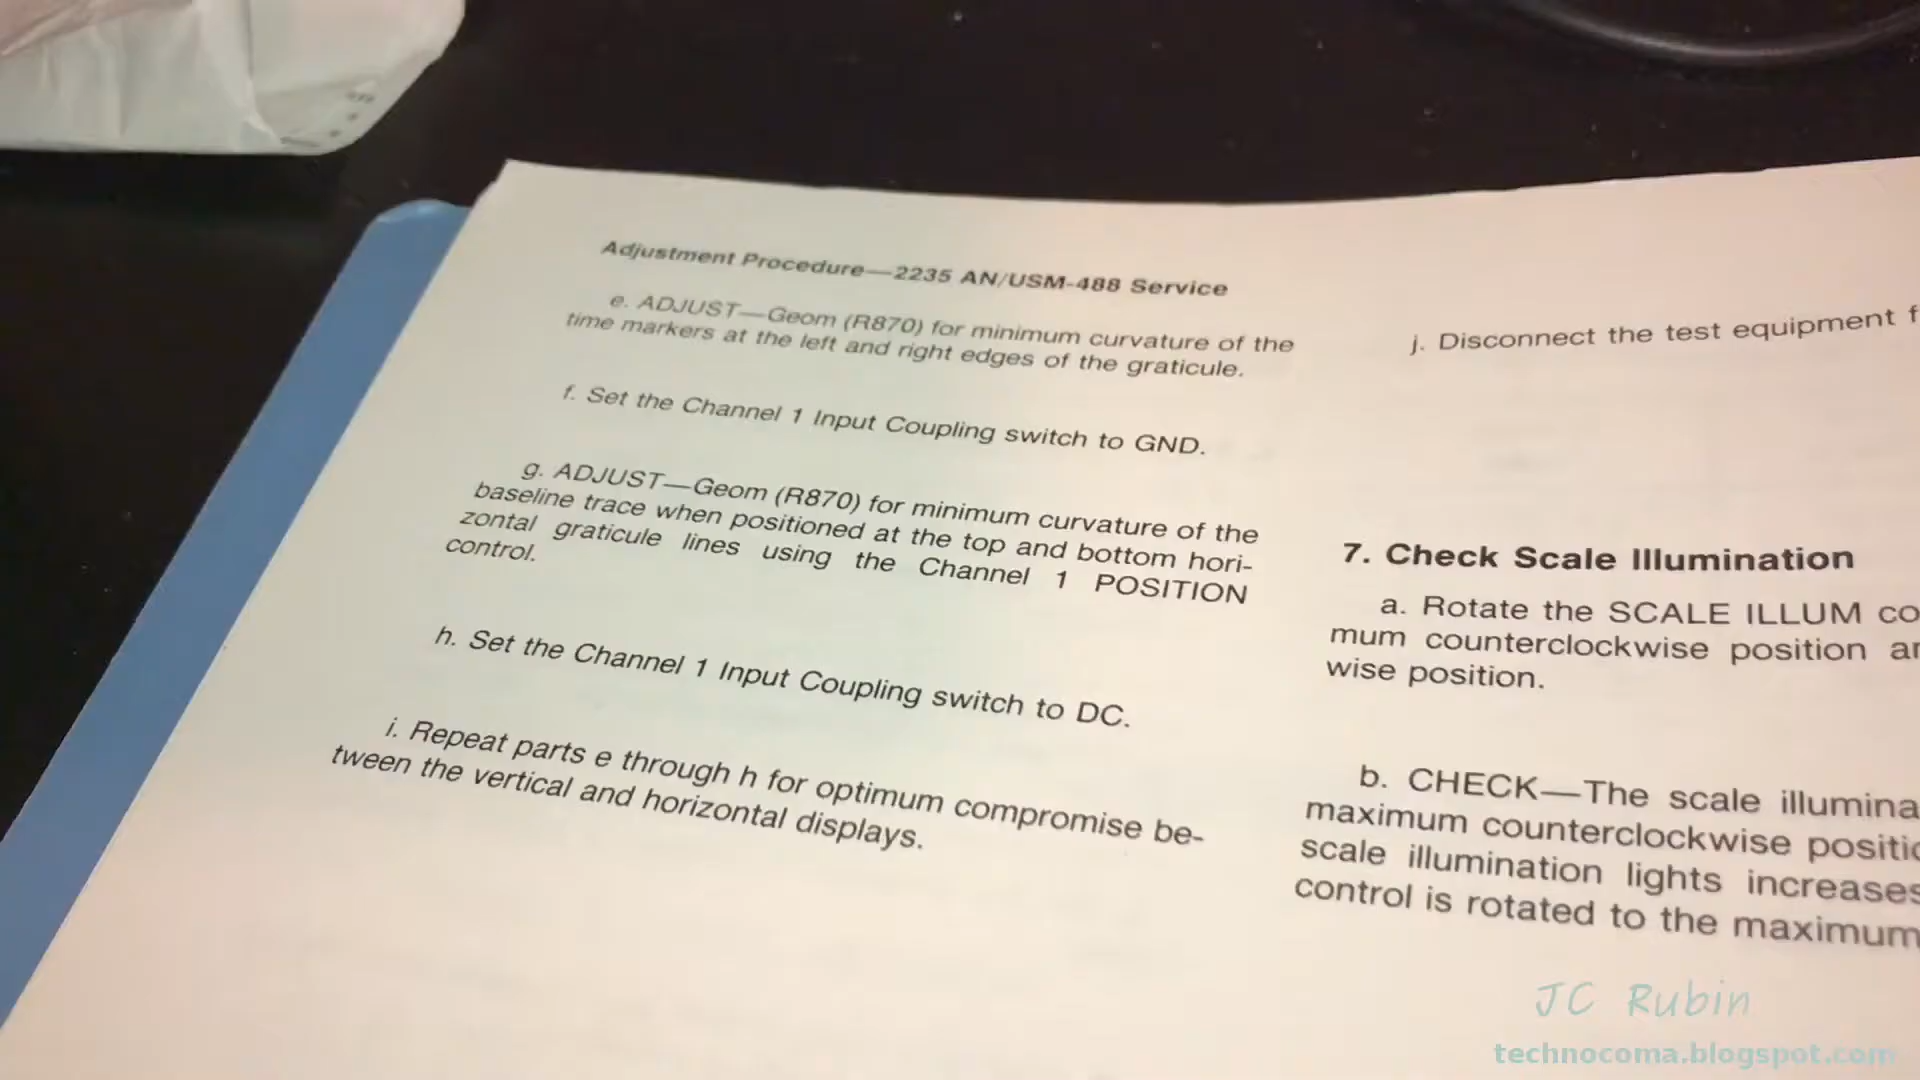 Adjustment Procedure—2235 AN/USM-488 Service
e. ADJUST—Geom (R870) for minimum curvature of the
time markers at the left and right edges of the graticule.
f. Set the Channel 1 Input Coupling switch to GND.
g. ADJUST—Geom (R870) for minimum curvature of the
baseline trace when positioned at the top and bottom hori-
zontal graticule lines using the Channel 1 POSITION
control.
h. Set the Channel 1 Input Coupling switch to DC.
i. Repeat parts e through h for optimum compromise be-
tween the vertical and horizontal displays.
j. Disconnect the test equipment
7. Check Scale Illumination
a. Rotate the SCALE ILLUM
mum counterclockwise position
wise position.
b. CHECK—The scale
maximum counterclockwise
scale illumination lights increases
control is rotated to the maximum
JC Rubin
technocoma.blogspot.com